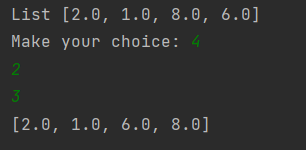 List [2.0, 1.0, 8.0, 6.0]
Make your choice: 4
2
3
[2.0, 1.0, 6.0, 8.0]